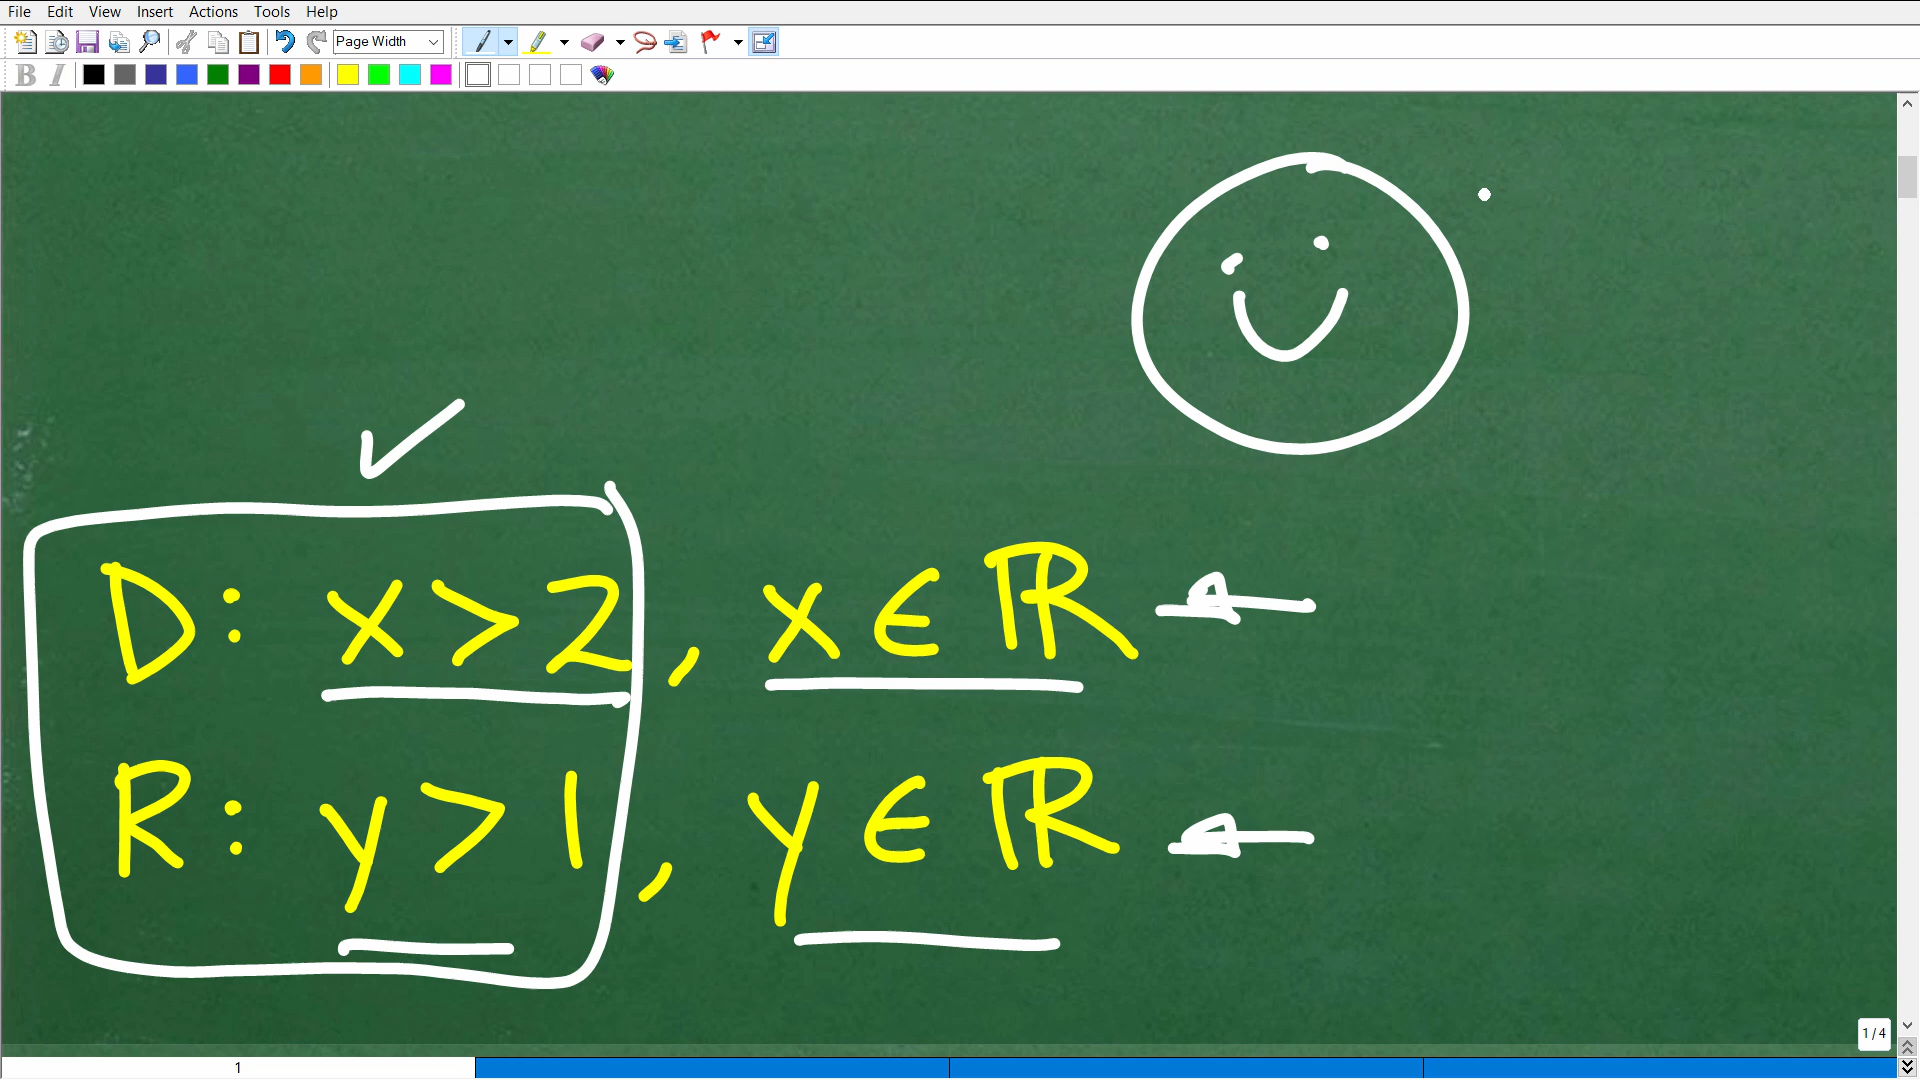 File Edit View Insert Actions Tools Help
Page Width
B I
D: x>2, x∈ℝ
R: y>1, y∈ℝ
1/4
1